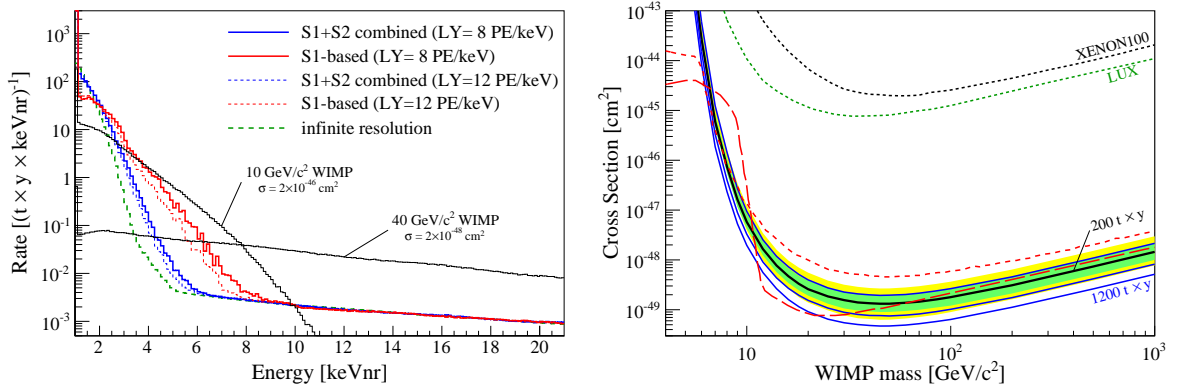 10³
10²
10
1
10⁻¹
10⁻²
10⁻³
Rate [(t × y × keVnr)⁻¹]
S1+S2 combined (LY= 8 PE/keV)
S1-based (LY= 8 PE/keV)
S1+S2 combined (LY=12 PE/keV)
S1-based (LY=12 PE/keV)
infinite resolution
10 GeV/c² WIMP
σ = 2×10⁻⁴⁶ cm²
40 GeV/c² WIMP
σ = 2×10⁻⁴⁸ cm²
2 4 6 8 10 12 14 16 18 20
Energy [keVnr]
10⁻⁴⁴
10⁻⁴⁵
10⁻⁴⁶
10⁻⁴⁷
10⁻⁴⁸
10⁻⁴⁹
Cross Section [cm²]
XENON100
LUX
200 t × y
1200 t × y
10 10² 10³
WIMP mass [GeV/c²]